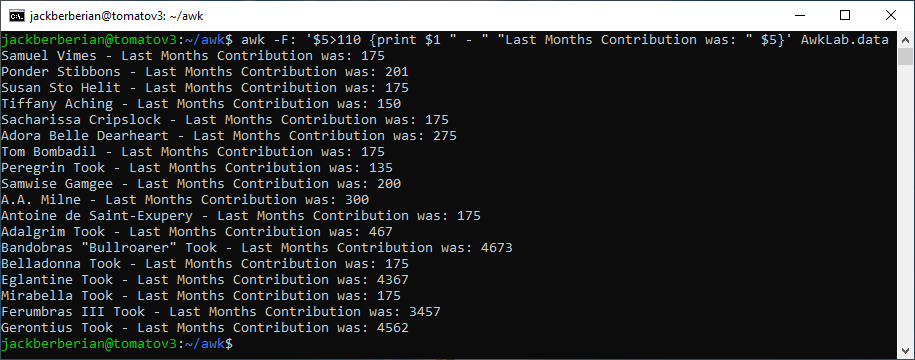 jackberberian@tomatov3: ~/awk
jackberberian@tomatov3:~/awk$ awk -F: '$5>110 {print $1 " - " "Last Months Contribution was: " $5}' AwkLab.data
Samuel Vimes - Last Months Contribution was: 175
Ponder Stibbons - Last Months Contribution was: 201
Susan Sto Helit - Last Months Contribution was: 175
Tiffany Aching - Last Months Contribution was: 150
Sacharissa Cripslock - Last Months Contribution was: 175
Adora Belle Dearheart - Last Months Contribution was: 275
Tom Bombadil - Last Months Contribution was: 175
Peregrin Took - Last Months Contribution was: 135
Samwise Gamgee - Last Months Contribution was: 200
A.A. Milne - Last Months Contribution was: 300
Antoine de Saint-Exupery - Last Months Contribution was: 175
Adalgrim Took - Last Months Contribution was: 467
Bandobras "Bullroarer" Took - Last Months Contribution was: 4673
Belladonna Took - Last Months Contribution was: 175
Eglantine Took - Last Months Contribution was: 4367
Mirabella Took - Last Months Contribution was: 175
Ferumbras III Took - Last Months Contribution was: 3457
Gerontius Took - Last Months Contribution was: 4562
jackberberian@tomatov3:~/awk$